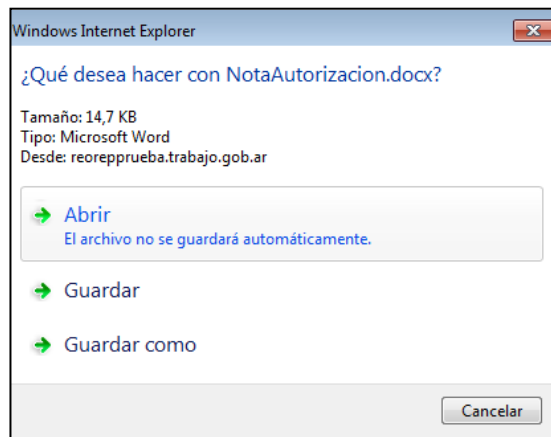 Windows Internet Explorer
¿Qué desea hacer con NotaAutorizacion.docx?
Tamaño: 14,7 KB
Tipo: Microsoft Word
Desde: reorepprueba.trabajo.gob.ar
Abrir
El archivo no se guardará automáticamente.
Guardar
Guardar como
Cancelar